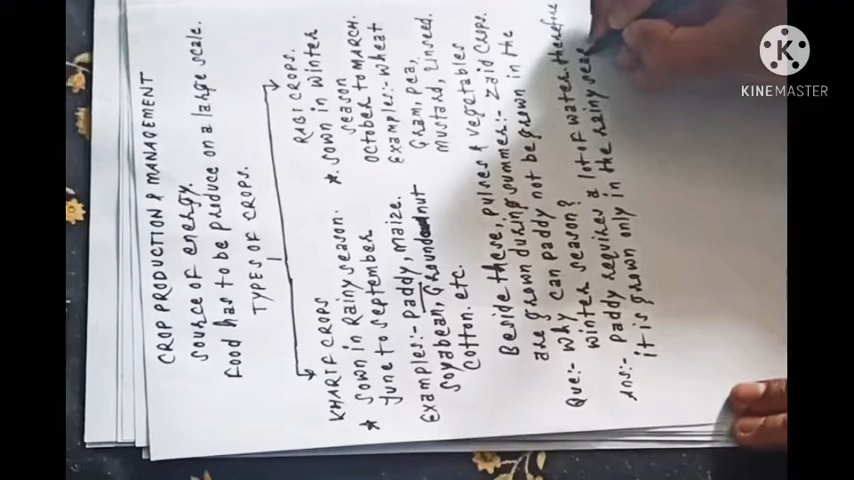 CROP PRODUCTION & MANAGEMENT
source of energy.
Food has to be produce on a large scale.
TYPES OF CROPS.
KHARIF CROPS
* Sown in Rainy season.
June to September
Examples:- Paddy, maize.
Soyabean, Groundnut
Cotton. etc.
RABI CROPS.
* Sown in Winter
season
October to MARCH.
Examples:- Wheat
Gram, Pea,
mustard, Linseed.
Beside these, pulses & vegetables
are grown during summer:- Zaid Crops.
Que:- Why can paddy not be grown in the
winter season?
Ans:- Paddy requires a lot of water therefore
it is grown only in the rainy seas
KINEMASTER